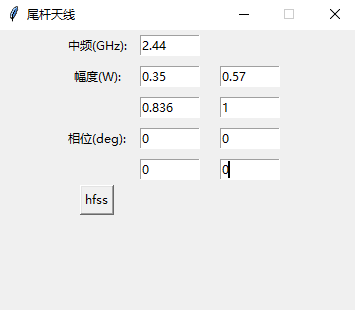 尾杆天线
中频(GHz): 2.44
幅度(W): 0.35 0.57
0.836 1
相位(deg): 0 0
0 0
hfss